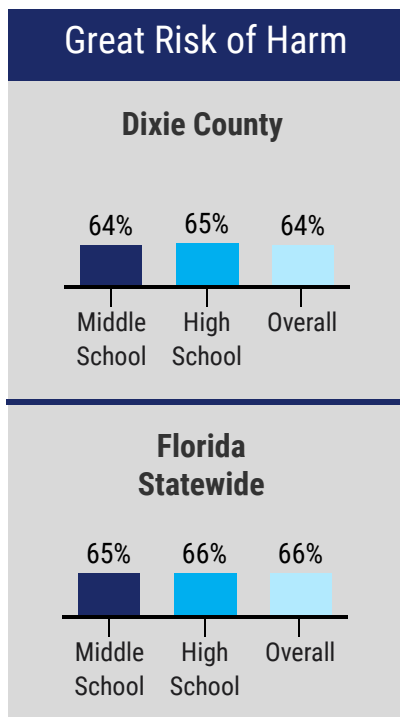 Great Risk of Harm
Dixie County
64% 65% 64%
Middle High Overall
School School
Florida
Statewide
65% 66% 66%
Middle High Overall
School School